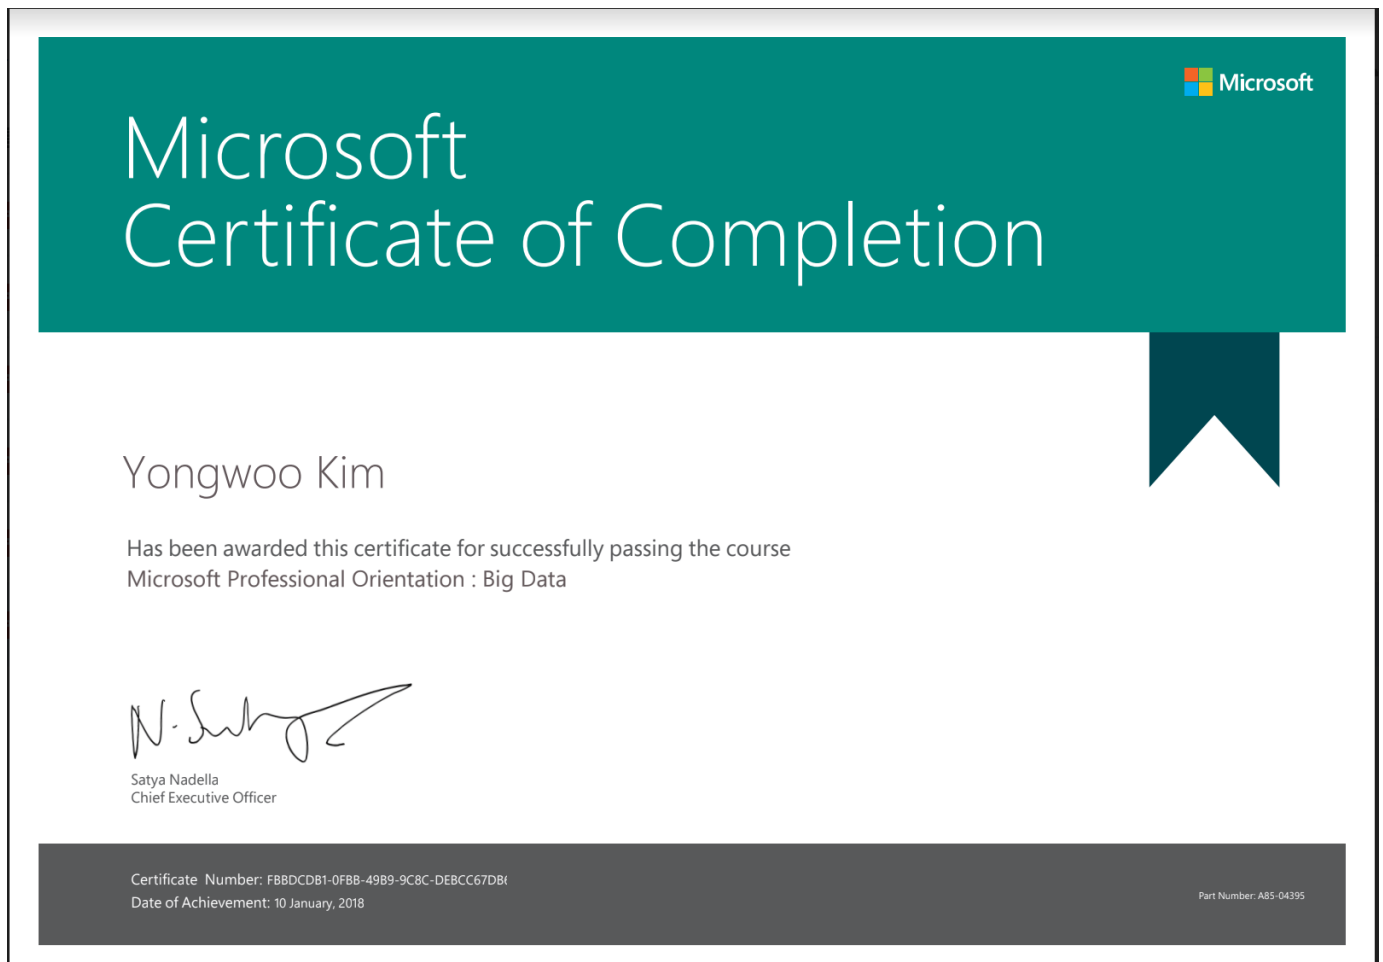 Microsoft
Microsoft
Certificate of Completion
Yongwoo Kim
Has been awarded this certificate for successfully passing the course
Microsoft Professional Orientation : Big Data
Satya Nadella
Chief Executive Officer
Certificate Number: FBBDCDB1-0FBB-49B9-9C8C-DEBCC67DB
Date of Achievement: 10 January, 2018
Part Number: A85-04395